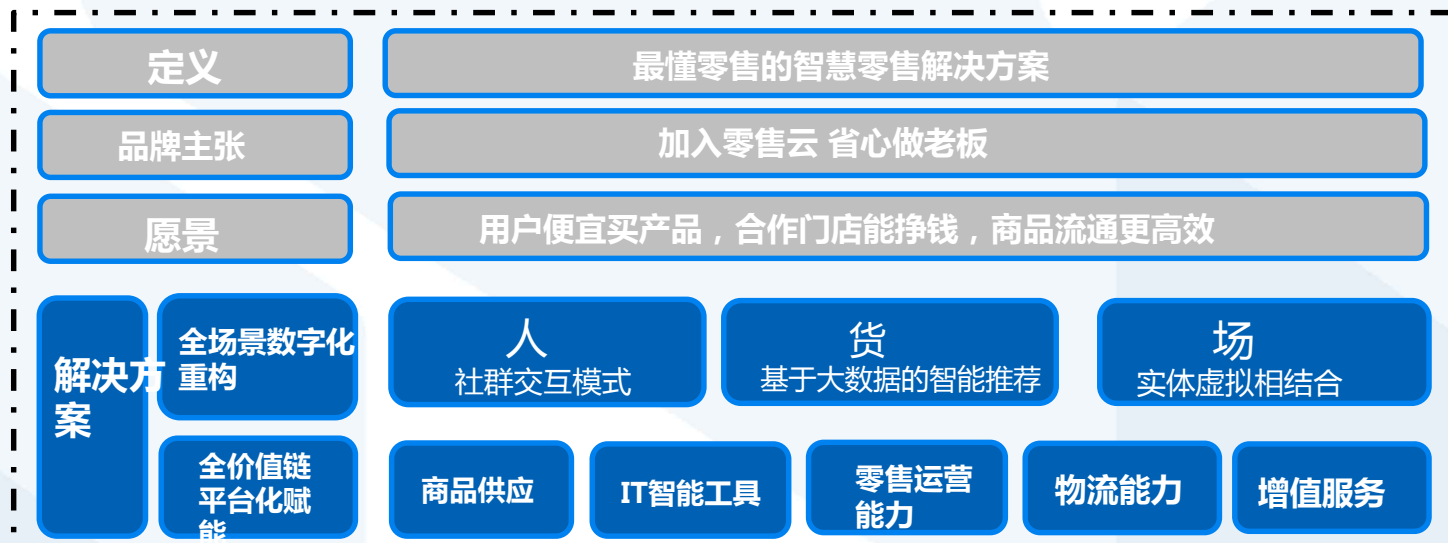 定义
最懂零售的智慧零售解决方案
品牌主张
加入零售云 省心做老板
愿景
用户便宜买产品，合作门店能挣钱，商品流通更高效
解决方
案
全场景数字化
重构
人
社群交互模式
货
基于大数据的智能推荐
场
实体虚拟相结合
全价值链
平台化赋
能
商品供应
IT智能工具
零售运营
能力
物流能力
增值服务